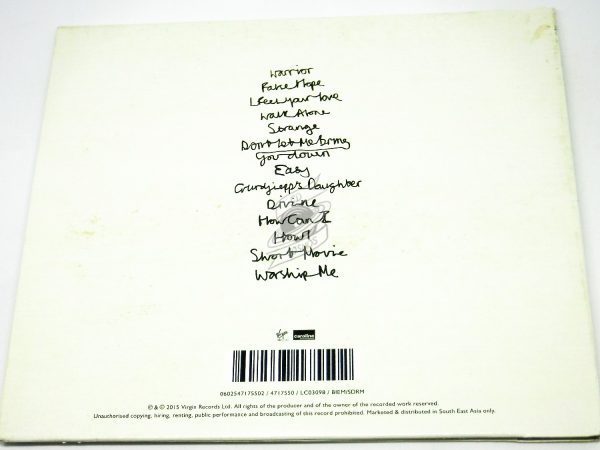 Warrior
False Hope
I Feel Your Love
Walk Alone
Strange
Don't Let Me Bring
You down
Easy
Gurdjieff's Daughter
Divine
How Can I
Howl
Short Movie
Worship Me
Virgin
caroline
0602547175502 / 4717550 / LC03098 / BIEM/SDRM
℗ & © 2015 Virgin Records Ltd. All rights of the producer and of the owner of the recorded work reserved.
Unauthorised copying, hiring, renting, public performance and broadcasting of this record prohibited. Marketed & distributed in South East Asia only.